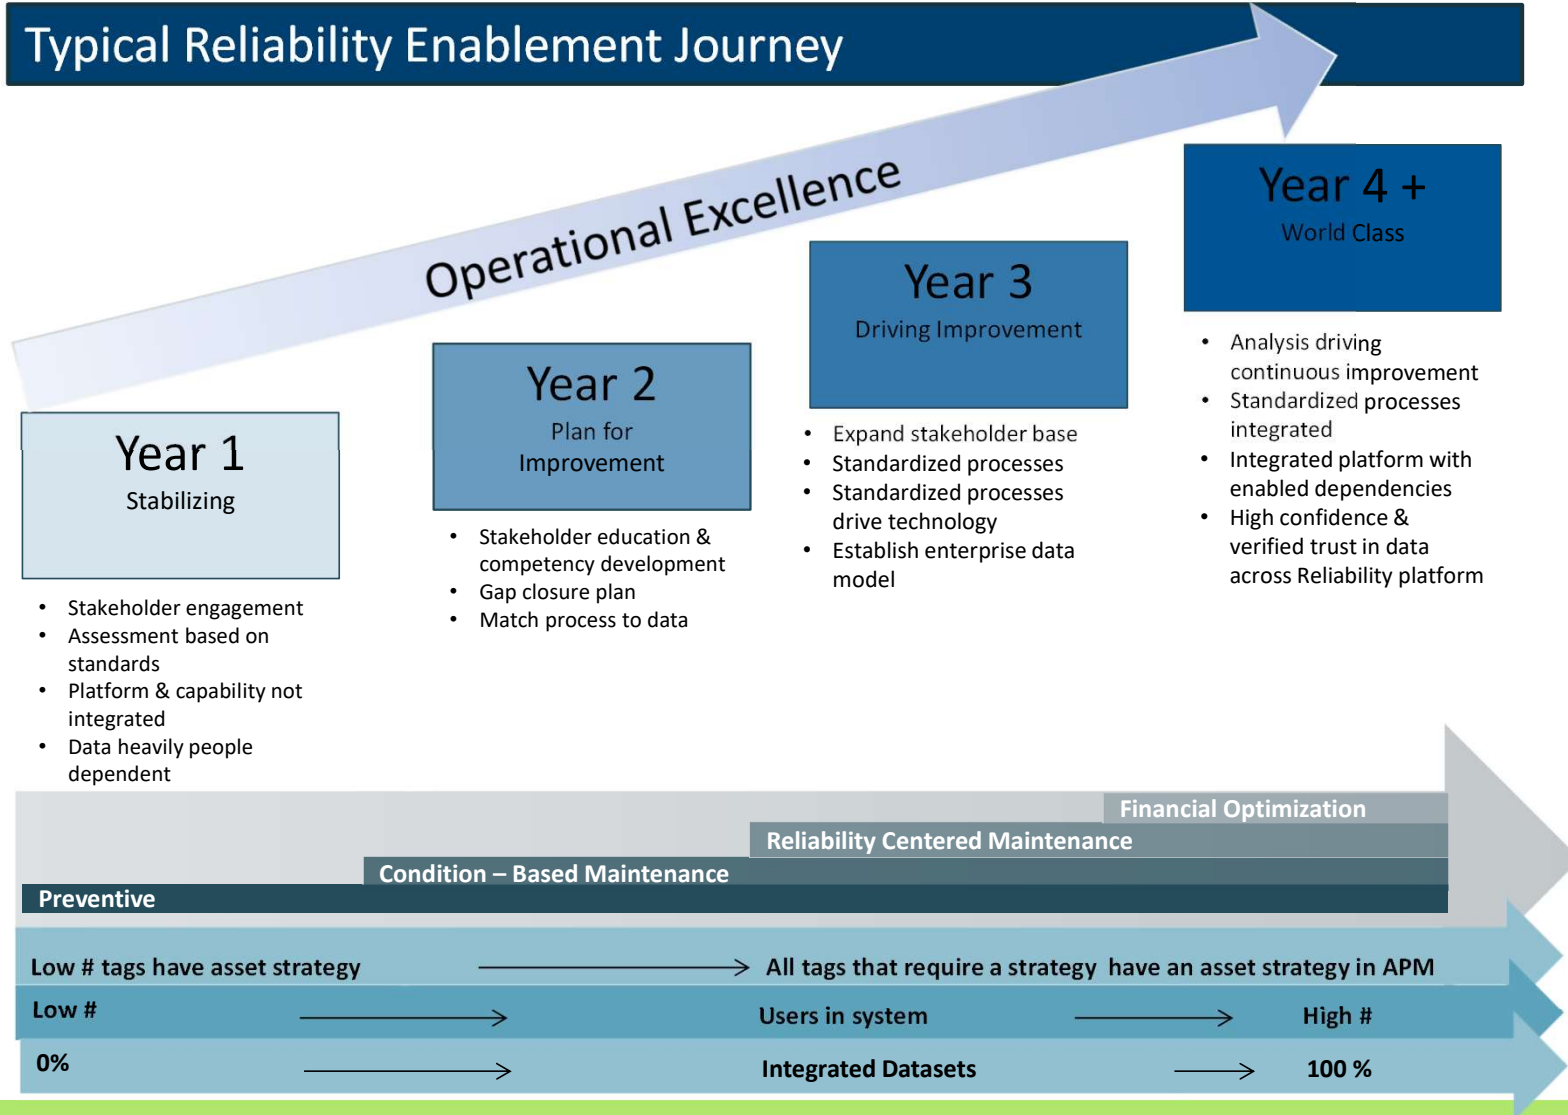 Typical Reliability Enablement Journey
Operational Excellence
Year 1
Stabilizing
• Stakeholder engagement
• Assessment based on
standards
• Platform & capability not
integrated
• Data heavily people
dependent
Year 2
Plan for
Improvement
• Stakeholder education &
competency development
• Gap closure plan
• Match process to data
Year 3
Driving Improvement
• Expand stakeholder base
• Standardized processes
• Standardized processes
drive technology
• Establish enterprise data
model
Year 4 +
World Class
• Analysis driving
continuous improvement
• Standardized processes
integrated
• Integrated platform with
enabled dependencies
• High confidence &
verified trust in data
across Reliability platform
Financial Optimization
Reliability Centered Maintenance
Condition – Based Maintenance
Preventive
Low # tags have asset strategy All tags that require a strategy have an asset strategy in APM
Low # Users in system High #
0% Integrated Datasets 100 %